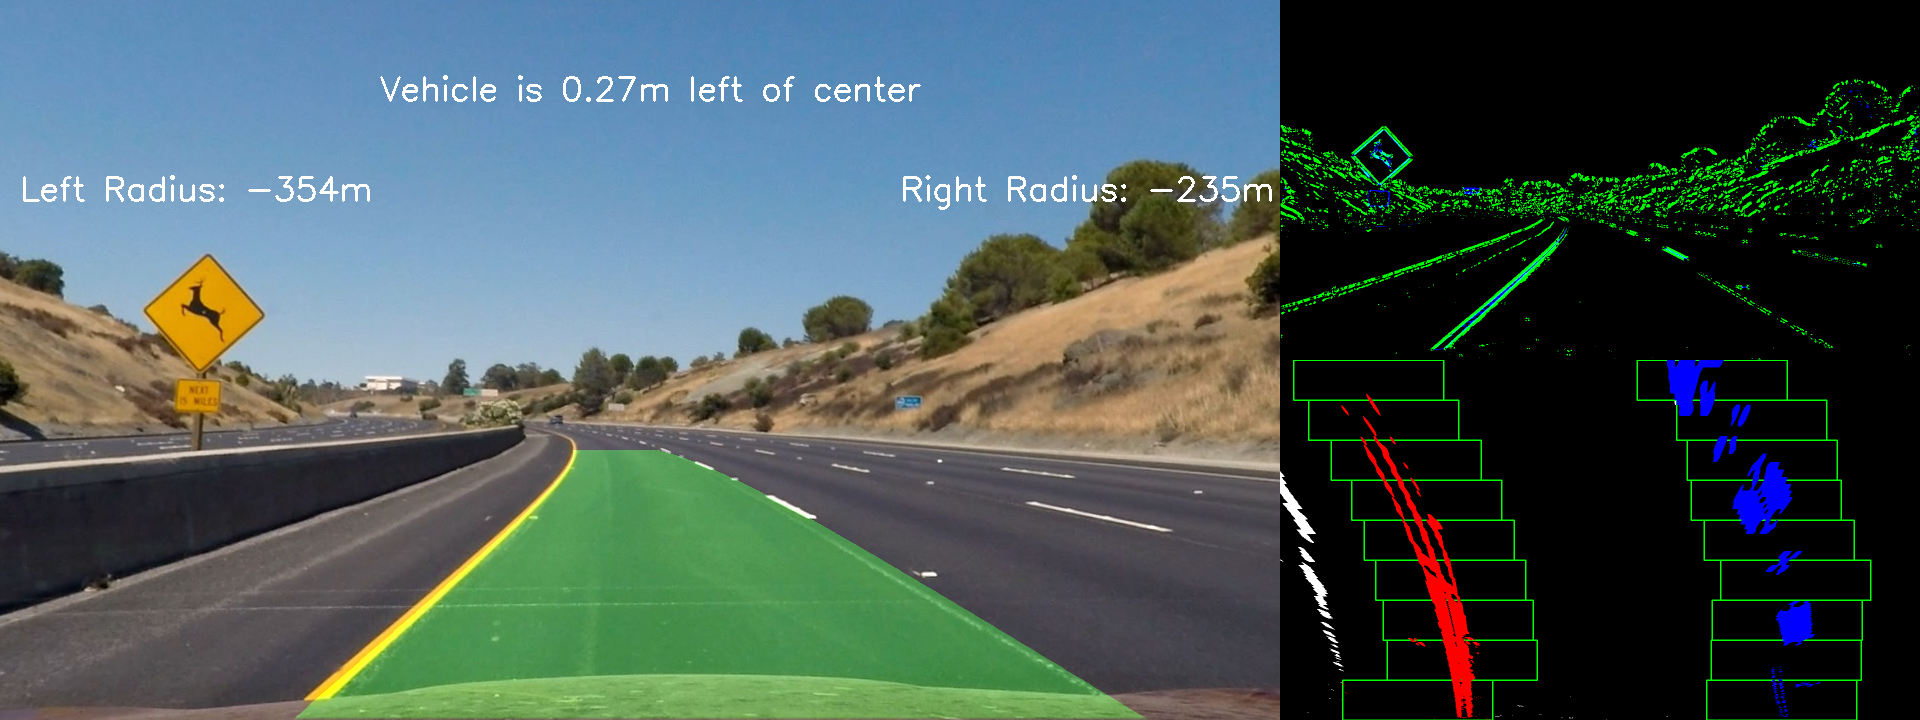 Vehicle is 0.27m left of center
Left Radius: -354m
Right Radius: -235m
NEXT
15 MILES